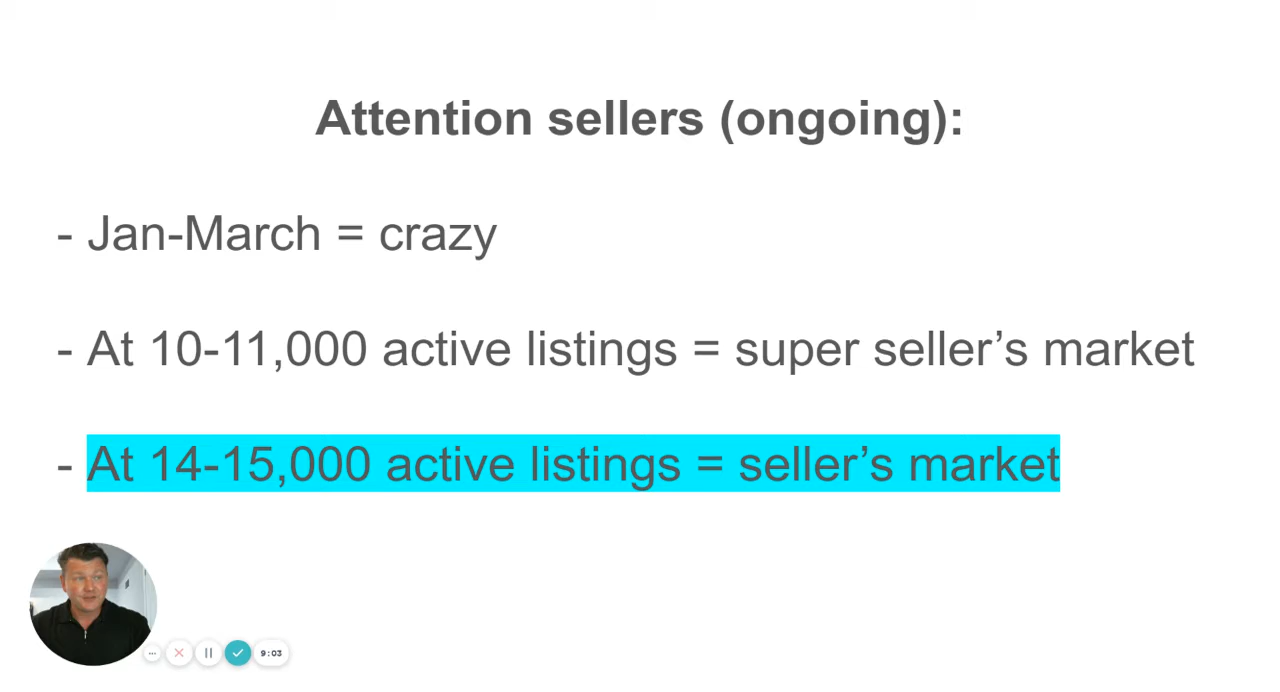 Attention sellers (ongoing):
- Jan-March = crazy
- At 10-11,000 active listings = super seller’s market
- At 14-15,000 active listings = seller’s market
9:03